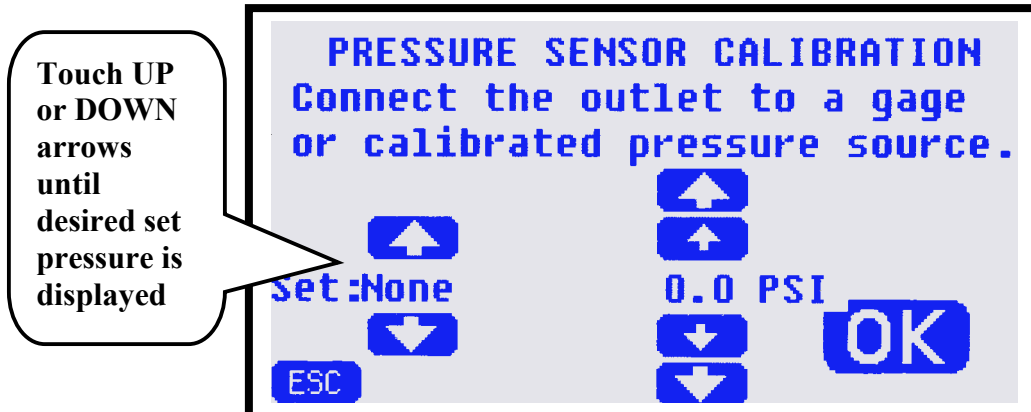 Touch UP
or DOWN
arrows
until
desired set
pressure is
displayed
PRESSURE SENSOR CALIBRATION
Connect the outlet to a gage
or calibrated pressure source.
Set:None 0.0 PSI
OK
ESC